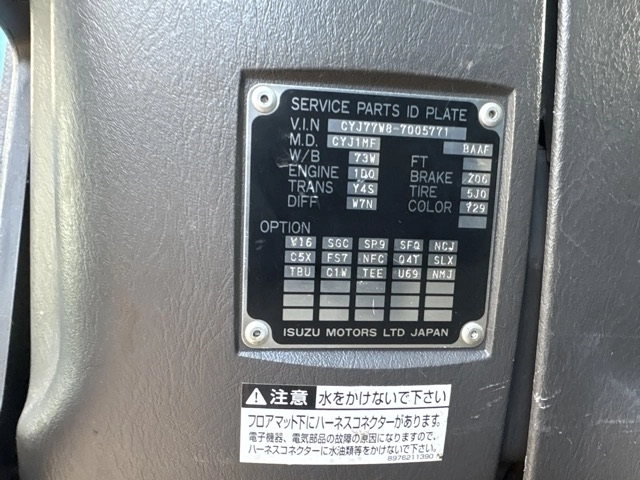 SERVICE PARTS ID PLATE
V.I.N CYJ77W8-7005771
M.D. CYJ1MF BAAF
W/B 73W FT
ENGINE 1D0 BRAKE Z06
TRANS Y4S TIRE 5J0
DIFF W7N COLOR 729
OPTION
Y16 SGC SP9 SFQ NCJ
C5X FS7 NFC Q4T SLX
TBU C1W TEE U69 NMJ
ISUZU MOTORS LTD JAPAN
注意 水をかけないで下さい
フロアマット下にハーネスコネクターがあります。
電子機器、電気部品の故障の原因になりますので、
ハーネスコネクターに水油類等をかけないで下さい。
8976211390